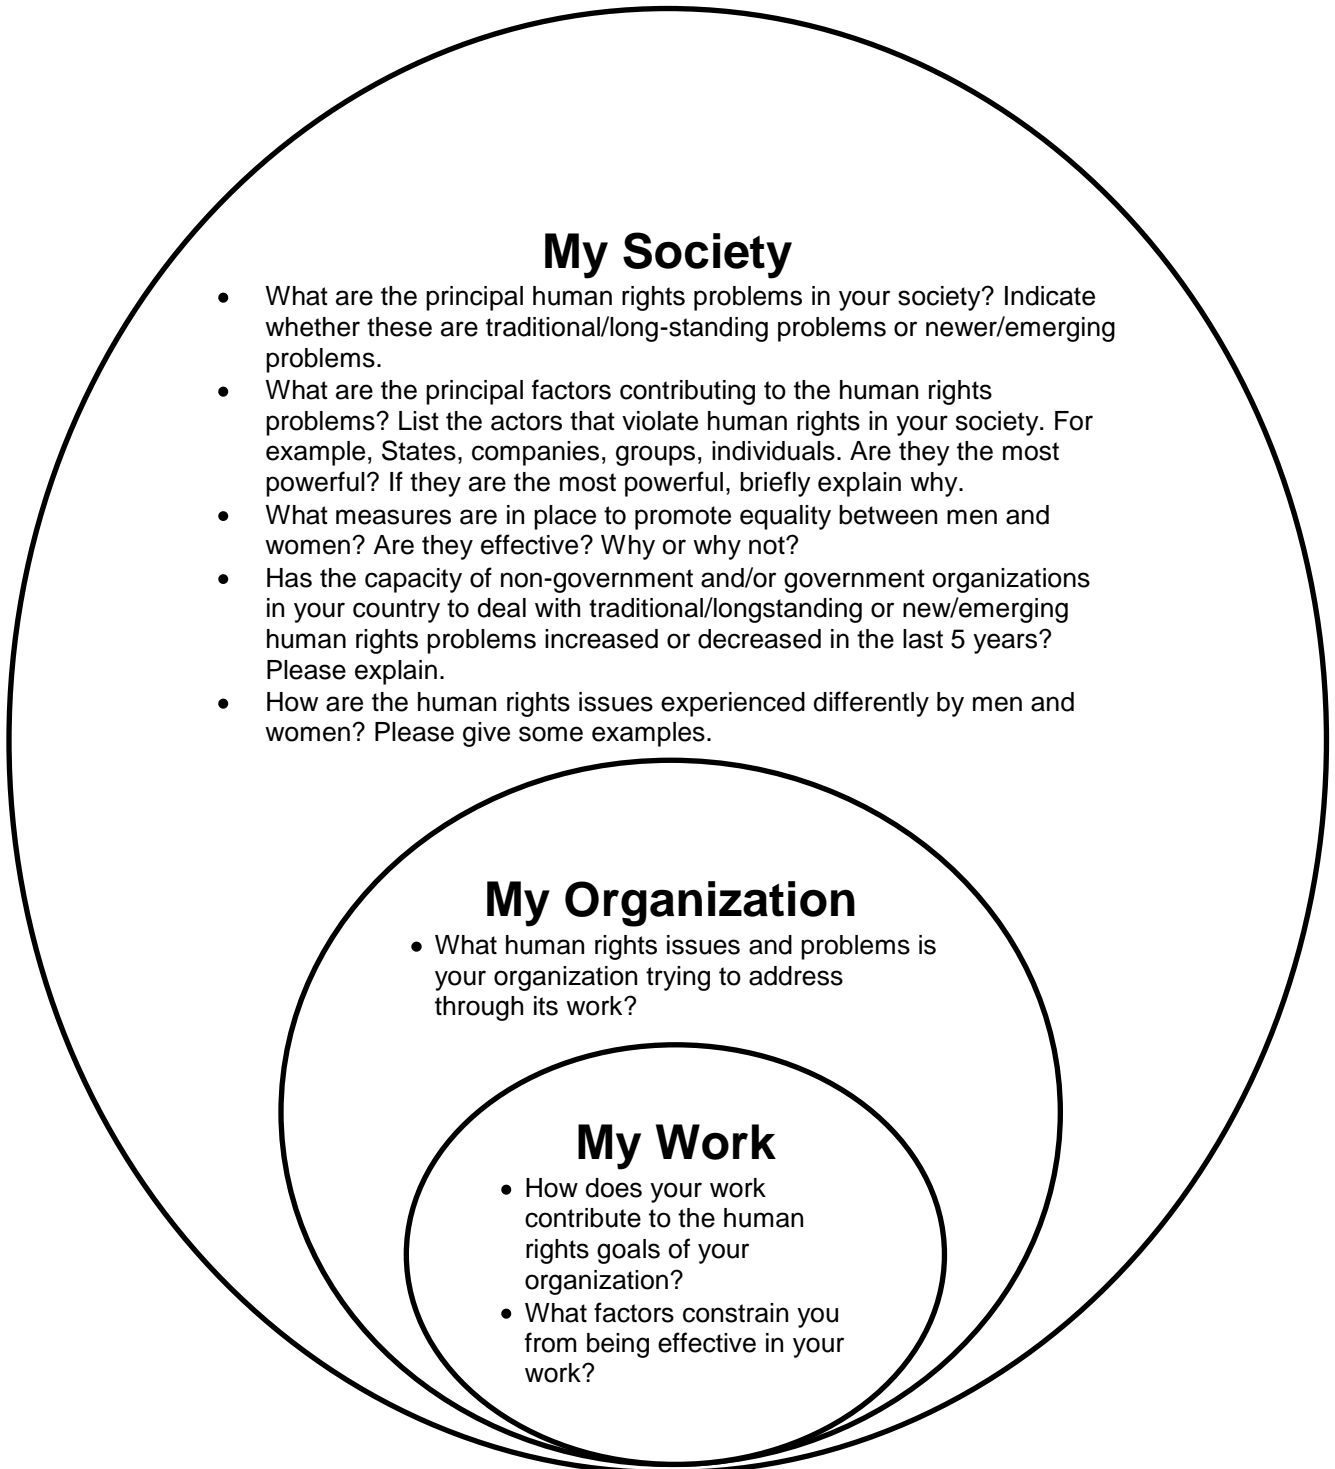 My Society
• What are the principal human rights problems in your society? Indicate
whether these are traditional/long-standing problems or newer/emerging
problems.
• What are the principal factors contributing to the human rights
problems? List the actors that violate human rights in your society. For
example, States, companies, groups, individuals. Are they the most
powerful? If they are the most powerful, briefly explain why.
• What measures are in place to promote equality between men and
women? Are they effective? Why or why not?
• Has the capacity of non-government and/or government organizations
in your country to deal with traditional/longstanding or new/emerging
human rights problems increased or decreased in the last 5 years?
Please explain.
• How are the human rights issues experienced differently by men and
women? Please give some examples.
My Organization
• What human rights issues and problems is
your organization trying to address
through its work?
My Work
• How does your work
contribute to the human
rights goals of your
organization?
• What factors constrain you
from being effective in your
work?